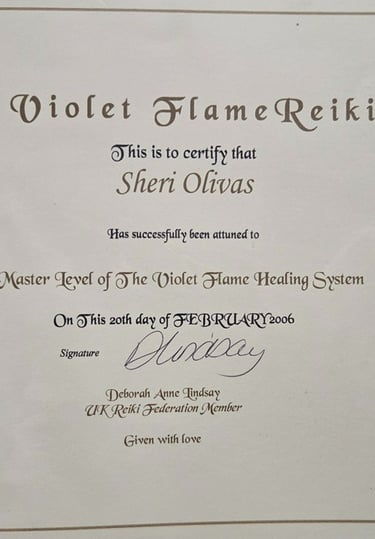 Violet Flame Reiki
This is to certify that
Sheri Olivas
Has successfully been attuned to
Master Level of The Violet Flame Healing System
On This 20th day of FEBRUARY 2006
Signature DLindsay
Deborah Anne Lindsay
UK Reiki Federation Member
Given with love